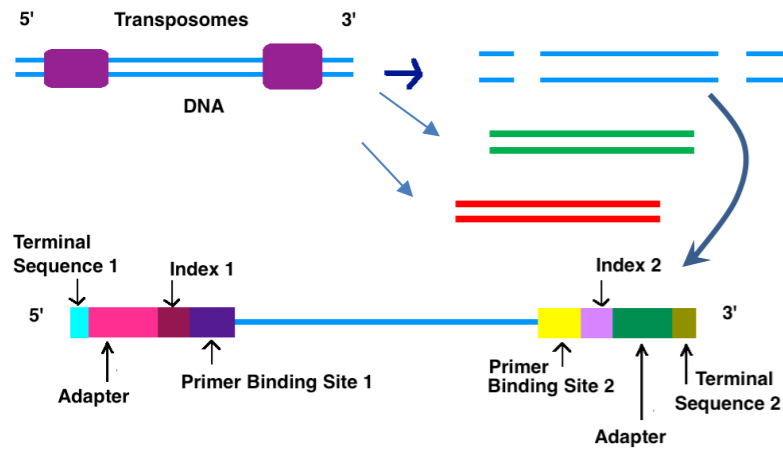 5' Transposomes 3'
DNA
Terminal
Sequence 1
Index 1
Index 2
5'
3'
Adapter
Primer Binding Site 1
Primer
Binding Site 2
Terminal
Sequence 2
Adapter